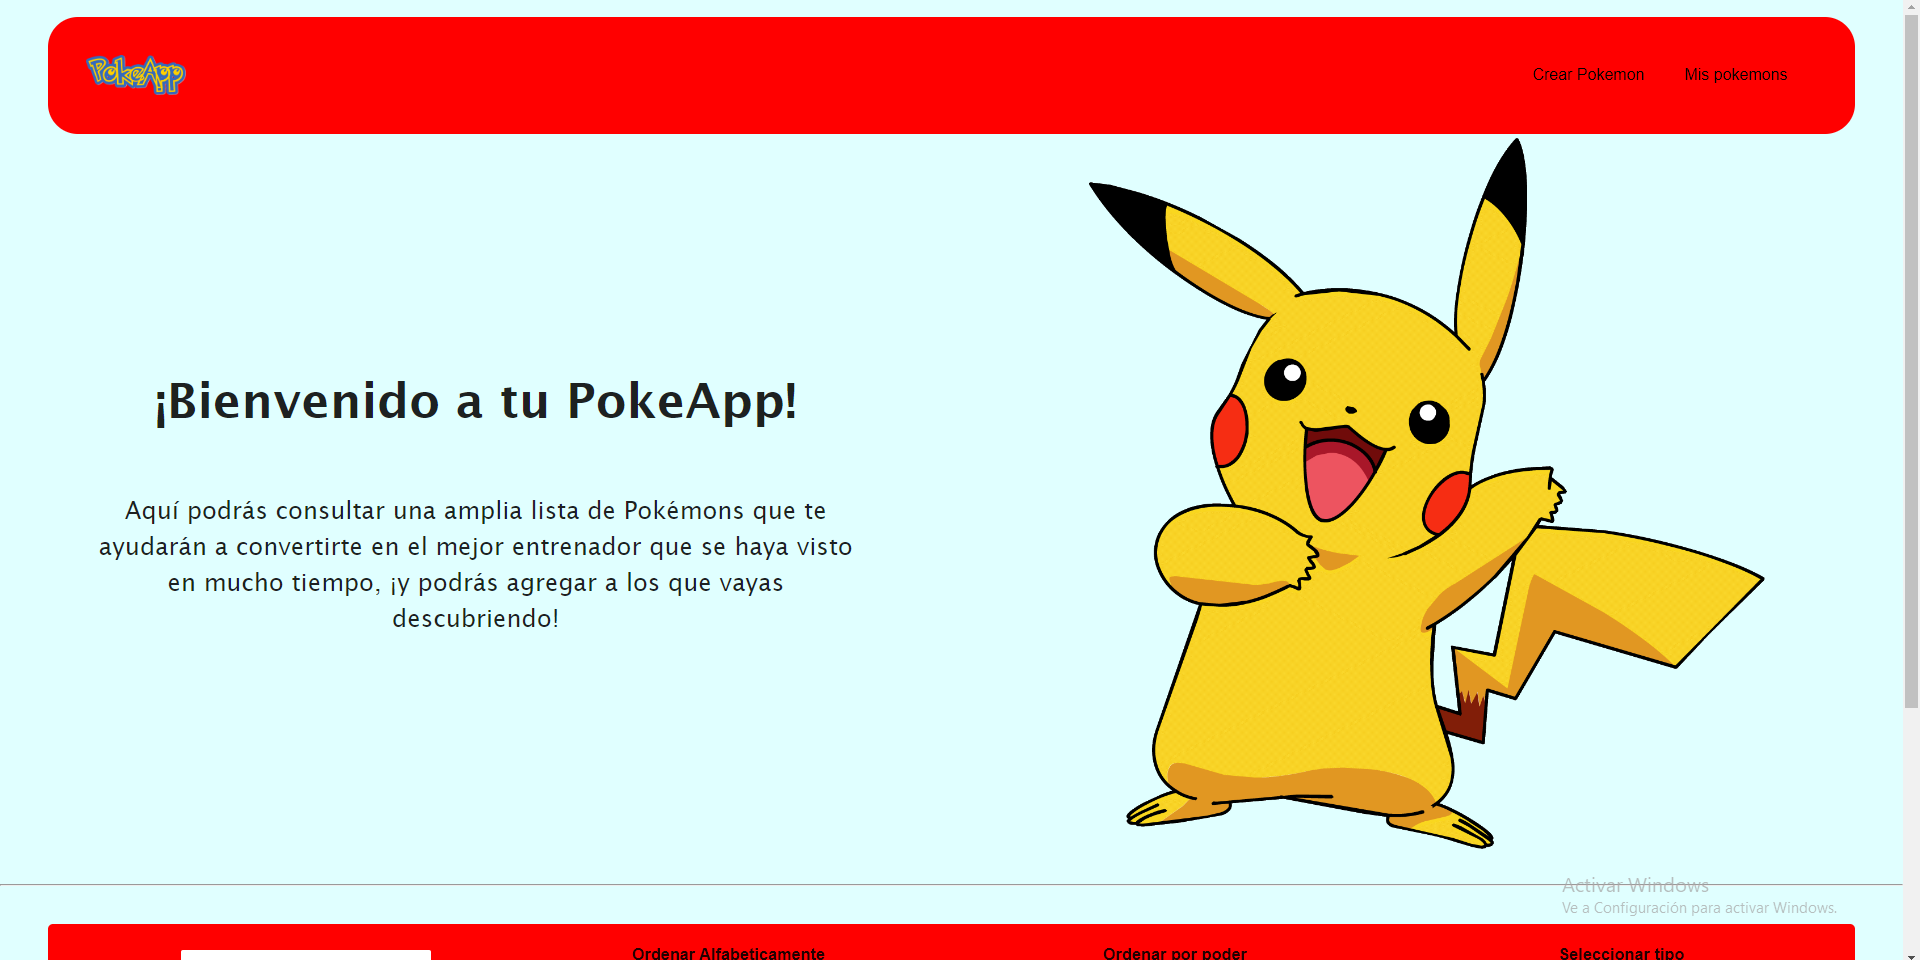 PokeApp
Crear Pokemon
Mis pokemons
¡Bienvenido a tu PokeApp!
Aquí podrás consultar una amplia lista de Pokémons que te
ayudarán a convertirte en el mejor entrenador que se haya visto
en mucho tiempo, ¡y podrás agregar a los que vayas
descubriendo!
Activar Windows
Ve a Configuración para activar Windows.
Ordenar Alfabeticamente
Ordenar por poder
Seleccionar tipo